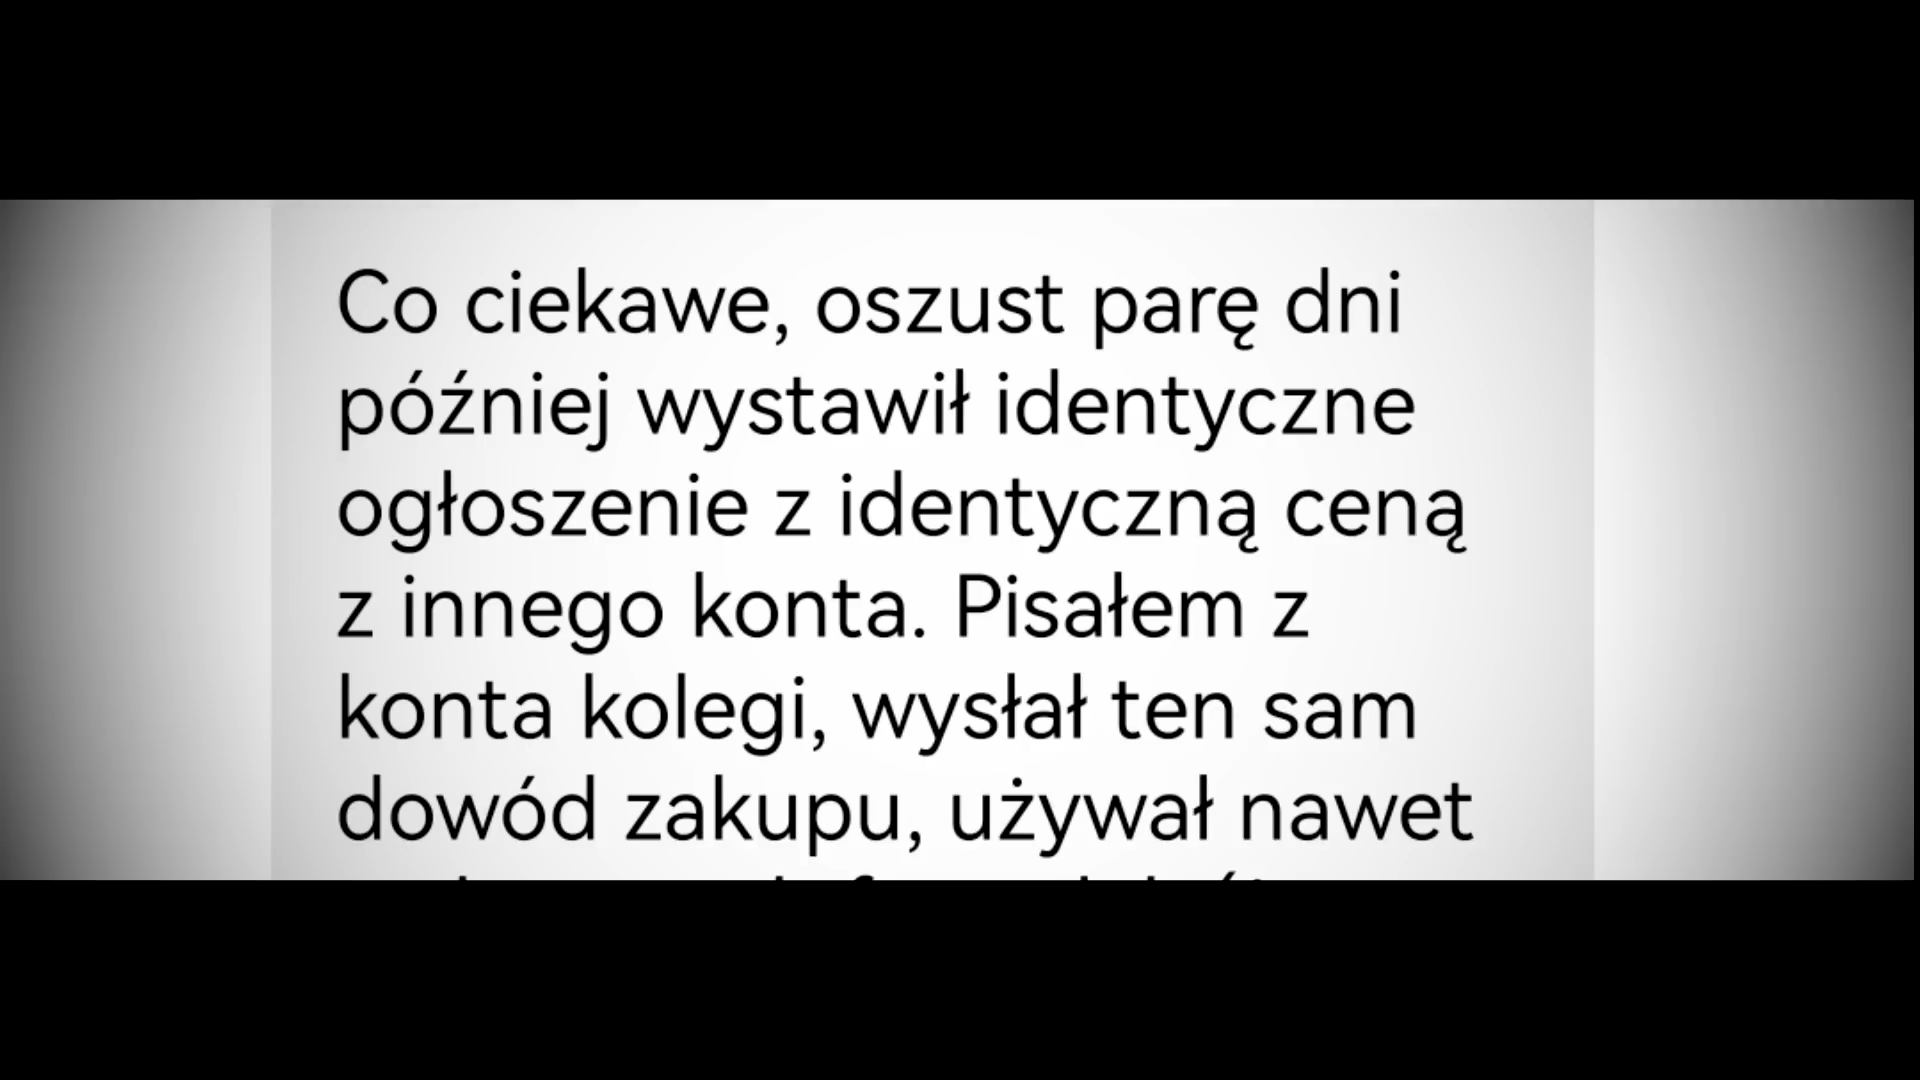 Co ciekawe, oszust parę dni
później wystawił identyczne
ogłoszenie z identyczną ceną
z innego konta. Pisałem z
konta kolegi, wysłał ten sam
dowód zakupu, używał nawet